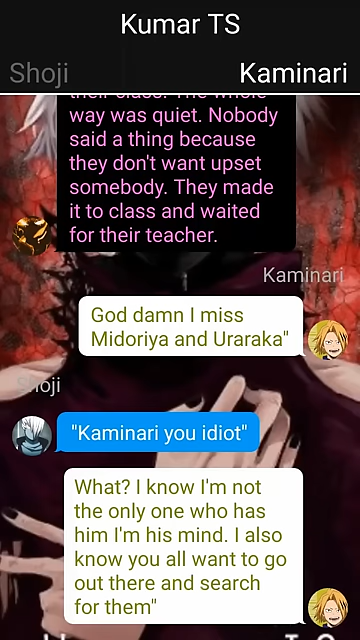 Kumar TS
Shoji Kaminari
their class. The whole
way was quiet. Nobody
said a thing because
they don't want upset
somebody. They made
it to class and waited
for their teacher.
Kaminari
God damn I miss
Midoriya and Uraraka"
Shoji
"Kaminari you idiot"
What? I know I'm not
the only one who has
him I'm his mind. I also
know you all want to go
out there and search
for them"